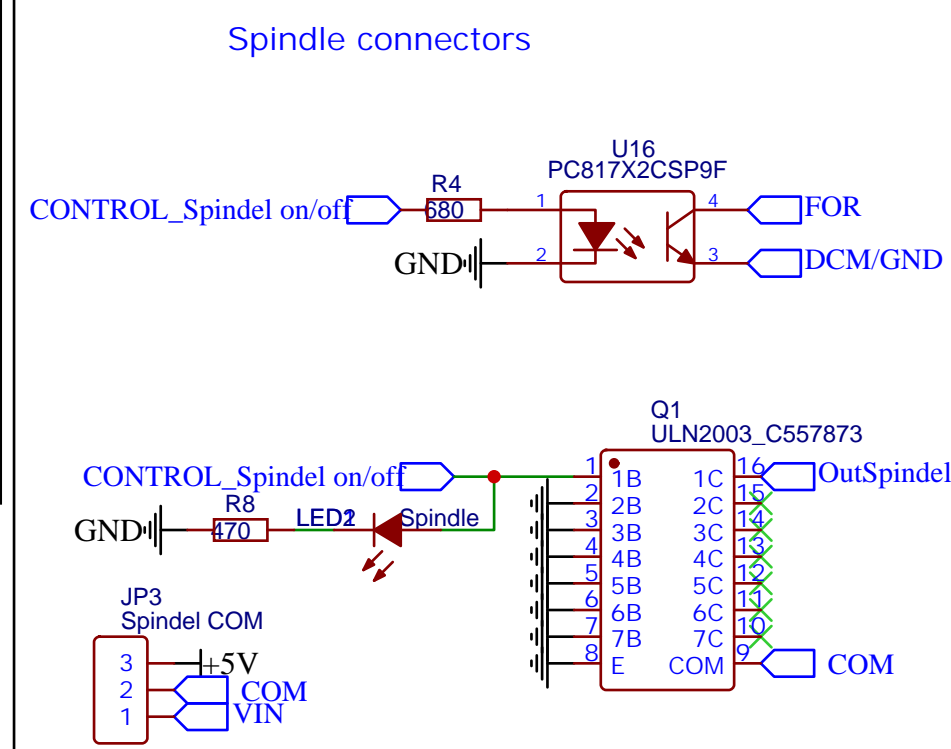 Spindle connectors
U16
PC817X2CSP9F
R4
CONTROL_Spindel on/off
680
1
4
FOR
GND
2
3
DCM/GND
Q1
ULN2003_C557873
CONTROL_Spindel on/off
1
1B
1C
16
OutSpindel
R8
Spindle
GND
470
2
2B
2C
15
3
3B
3C
14
4
4B
4C
13
5
5B
5C
12
6
6B
6C
11
7
7B
7C
10
8
E
COM
9
COM
JP3
Spindel COM
3
+5V
2
COM
1
VIN